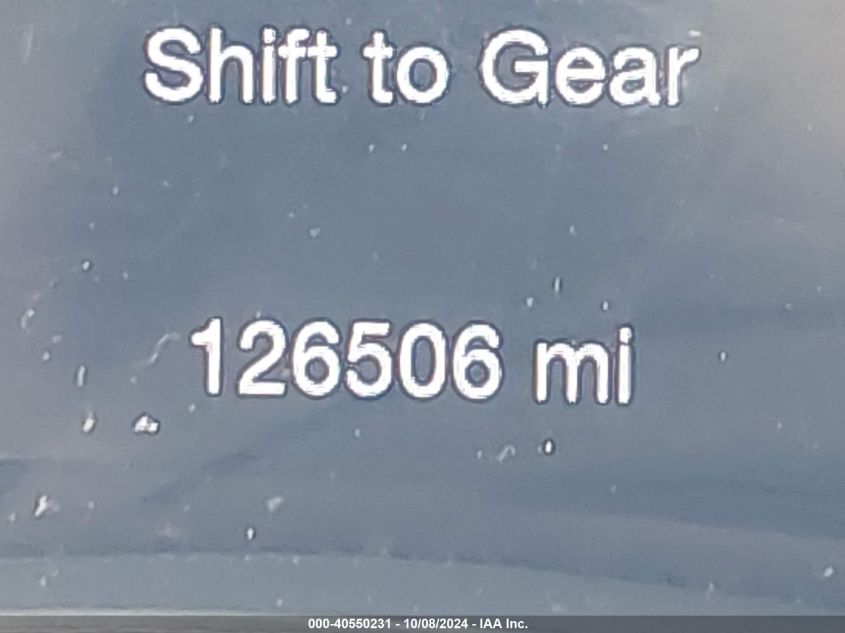 Shift to Gear
126506 mi
000-40550231 - 10/08/2024 - IAA Inc.